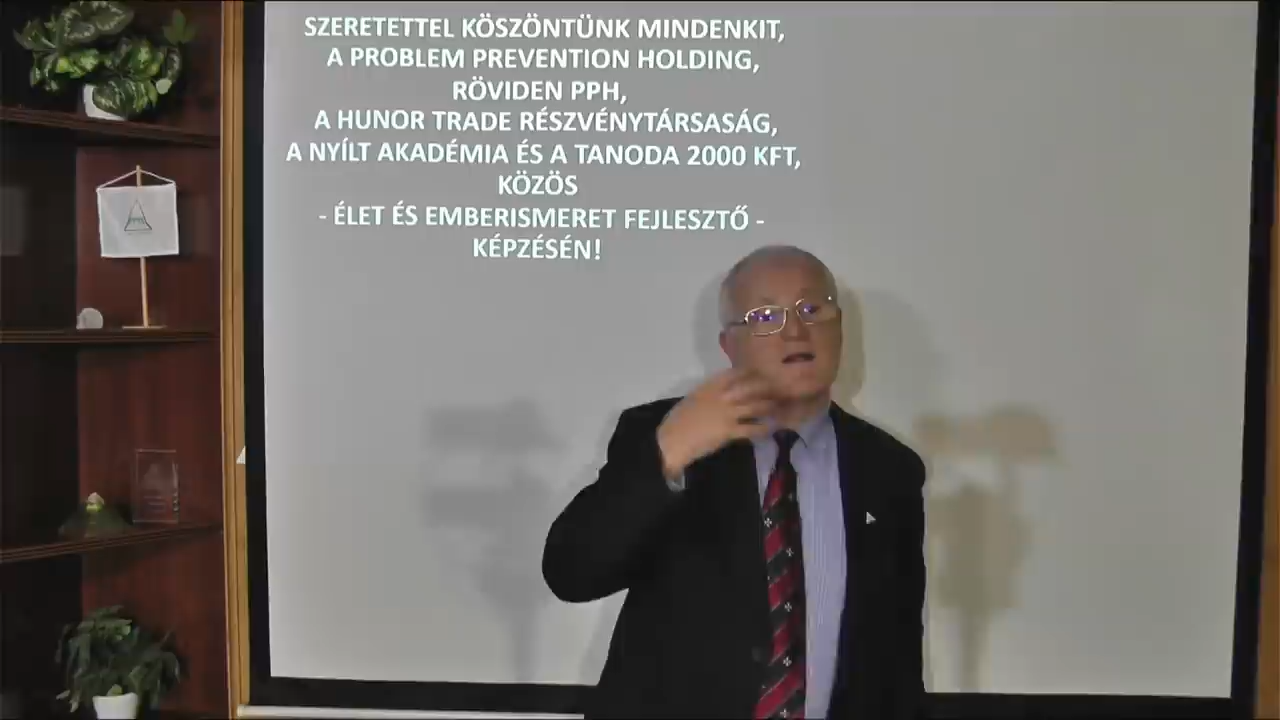 SZERETETTEL KÖSZÖNTÜNK MINDENKIT,
A PROBLEM PREVENTION HOLDING,
RÖVIDEN PPH,
A HUNOR TRADE RÉSZVÉNYTÁRSASÁG,
A NYÍLT AKADÉMIA ÉS A TANODA 2000 KFT,
KÖZÖS
- ÉLET ÉS EMBERISMERET FEJLESZTŐ -
KÉPZÉSÉN!